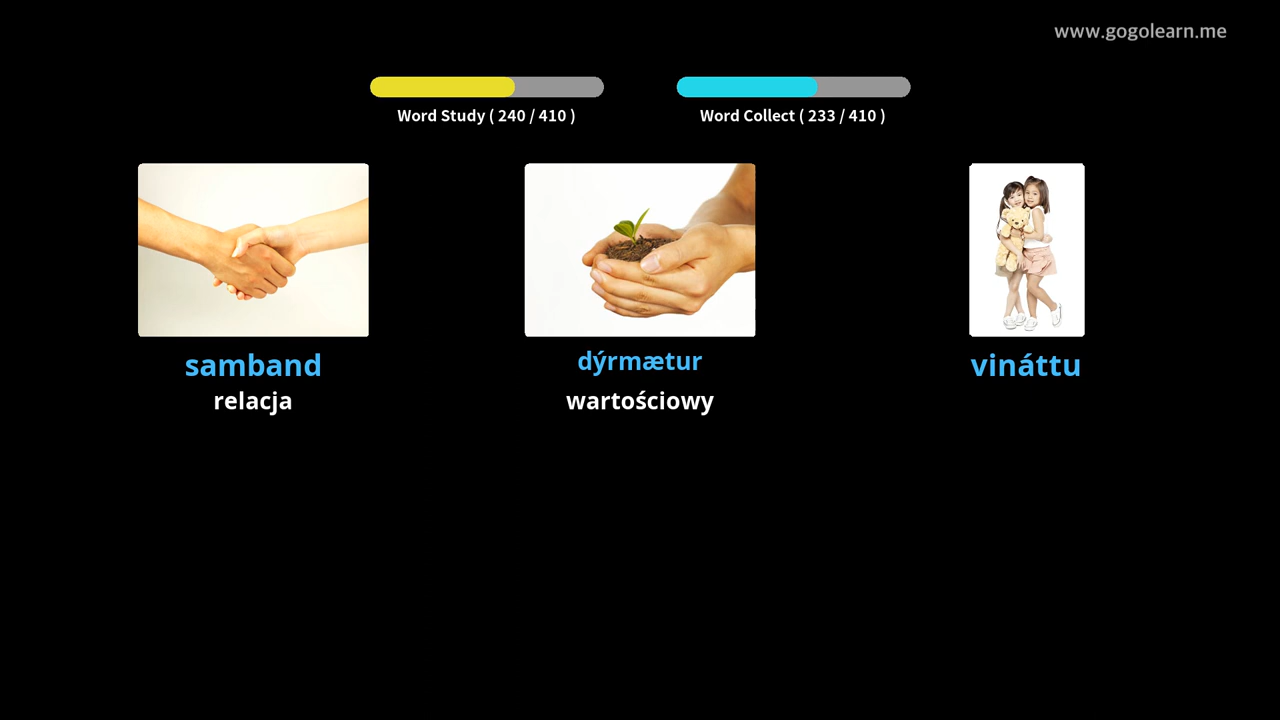 www.gogolearn.me
Word Study ( 240 / 410 )
Word Collect ( 233 / 410 )
samband
relacja
dýrmætur
wartościowy
vináttu